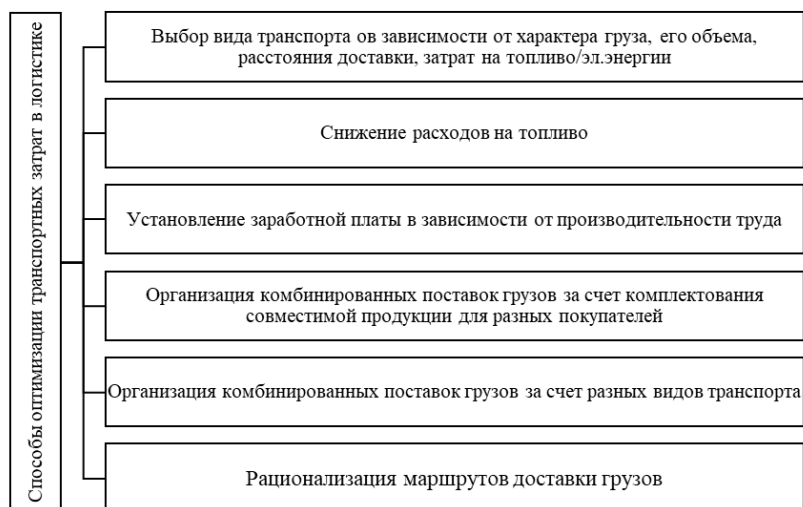 Способы оптимизации транспортных затрат в логистике
Выбор вида транспорта ов зависимости от характера груза, его объема,
расстояния доставки, затрат на топливо/эл.энергии
Снижение расходов на топливо
Установление заработной платы в зависимости от производительности труда
Организация комбинированных поставок грузов за счет комплектования
совместимой продукции для разных покупателей
Организация комбинированных поставок грузов за счет разных видов транспорта
Рационализация маршрутов доставки грузов